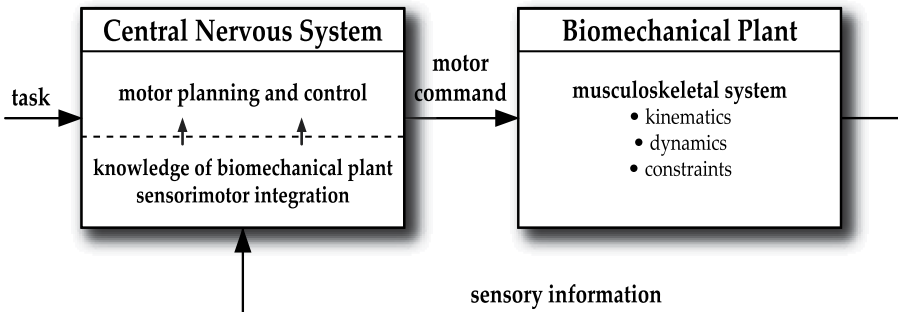 Central Nervous System
Biomechanical Plant
task
motor planning and control
motor
command
knowledge of biomechanical plant
sensorimotor integration
musculoskeletal system
• kinematics
• dynamics
• constraints
sensory information